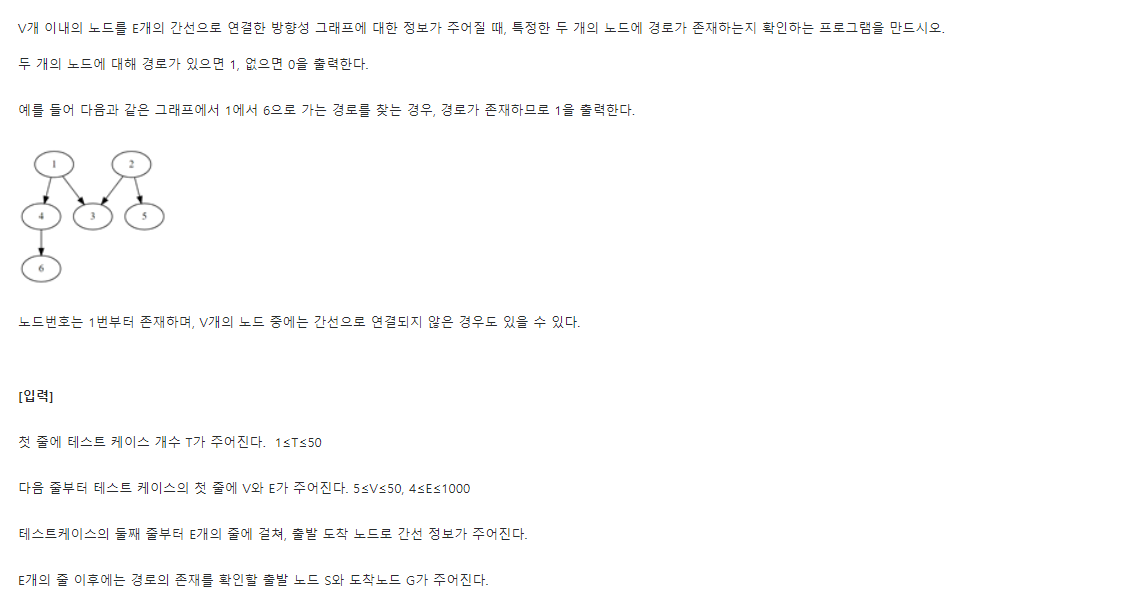 V개 이내의 노드를 E개의 간선으로 연결한 방향성 그래프에 대한 정보가 주어질 때, 특정한 두 개의 노드에 경로가 존재하는지 확인하는 프로그램을 만드시오.
두 개의 노드에 대해 경로가 있으면 1, 없으면 0을 출력한다.
예를 들어 다음과 같은 그래프에서 1에서 6으로 가는 경로를 찾는 경우, 경로가 존재하므로 1을 출력한다.
1 2
4 3 5
6
노드번호는 1번부터 존재하며, V개의 노드 중에는 간선으로 연결되지 않은 경우도 있을 수 있다.
[입력]
첫 줄에 테스트 케이스 개수 T가 주어진다. 1≤T≤50
다음 줄부터 테스트 케이스의 첫 줄에 V와 E가 주어진다. 5≤V≤50, 4≤E≤1000
테스트케이스의 둘째 줄부터 E개의 줄에 걸쳐, 출발 도착 노드로 간선 정보가 주어진다.
E개의 줄 이후에는 경로의 존재를 확인할 출발 노드 S와 도착노드 G가 주어진다.